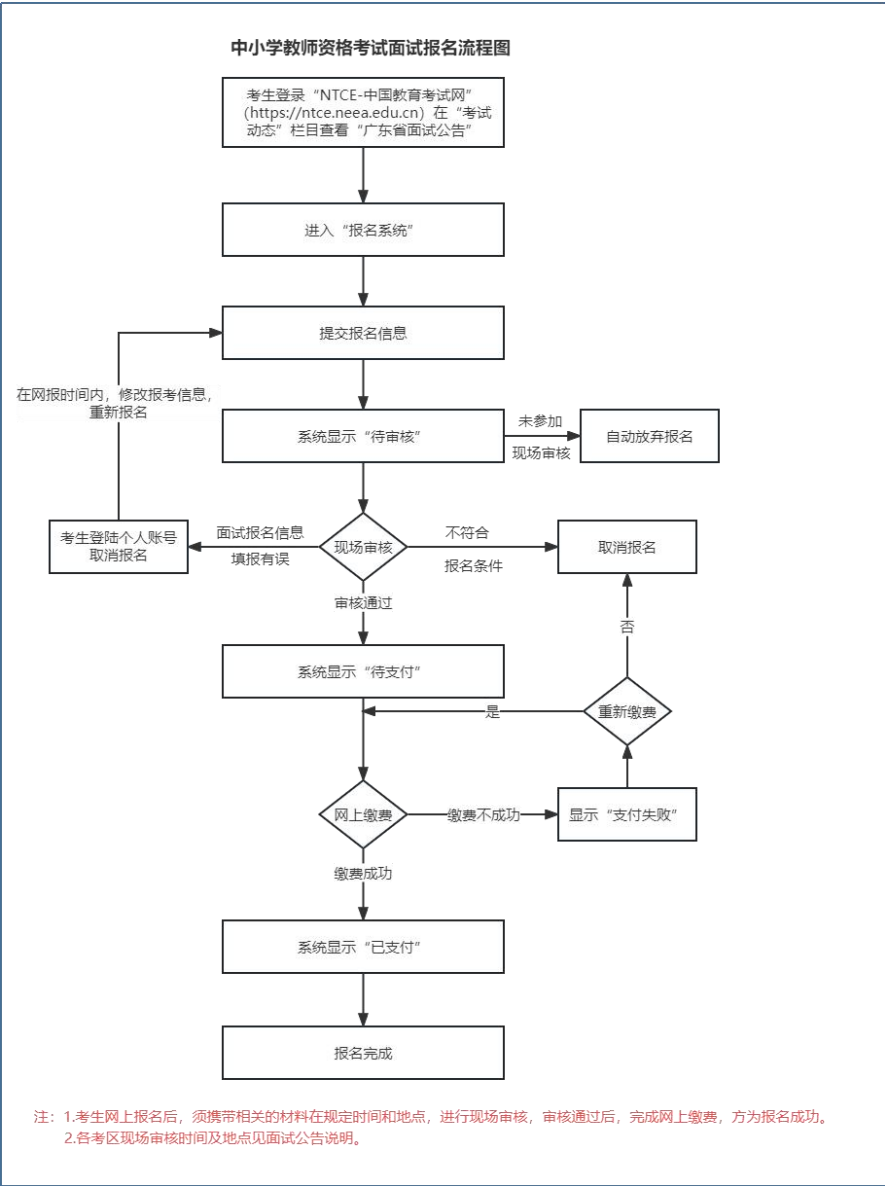 中小学教师资格考试面试报名流程图
考生登录“NTCE-中国教育考试网”
（https://ntce.neea.edu.cn）在“考试
动态”栏目查看“广东省面试公告”
进入“报名系统”
提交报名信息
在网报时间内，修改报考信息，
重新报名
系统显示“待审核”
未参加
现场审核
自动放弃报名
考生登陆个人账号
取消报名
面试报名信息
填报有误
现场审核
不符合
报名条件
取消报名
审核通过
否
系统显示“待支付”
是
重新缴费
网上缴费
缴费不成功
显示“支付失败”
缴费成功
系统显示“已支付”
报名完成
注：1.考生网上报名后，须携带相关的材料在规定时间和地点，进行现场审核，审核通过后，完成网上缴费，方为报名成功。
2.各考区现场审核时间及地点见面试公告说明。